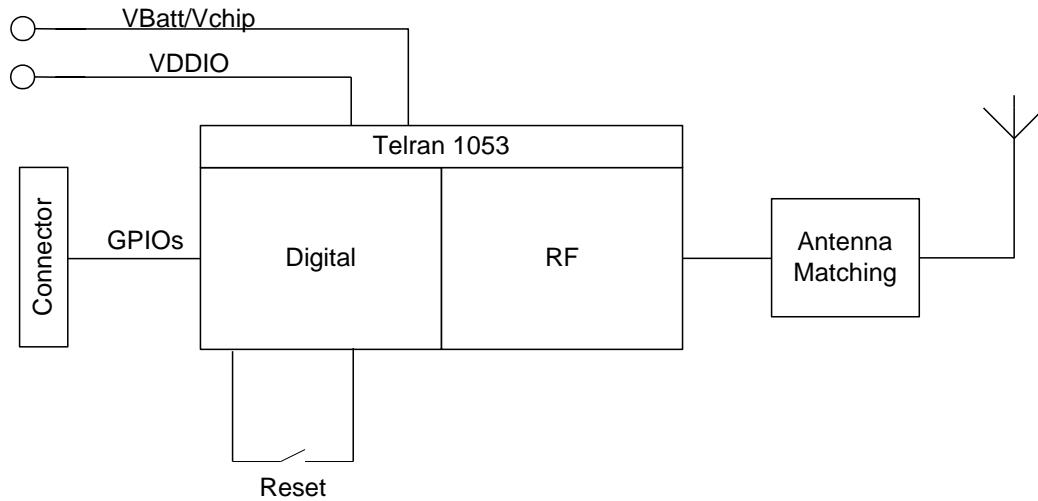 VBatt/Vchip
VDDIO
Telran 1053
Connector
GPIOs
Digital
RF
Antenna
Matching
Reset